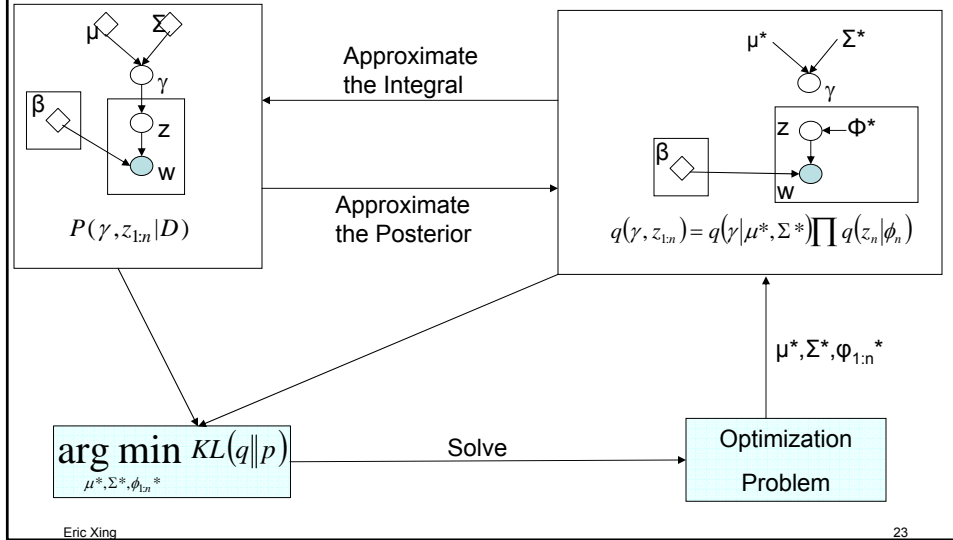 μ Σ
γ
β
z
w
P(γ, z₁:ₙ|D)
Approximate
the Integral
Approximate
the Posterior
μ* Σ*
γ
z Φ*
β
w
q(γ, z₁:ₙ) = q(γ|μ*, Σ*)∏ q(zₙ|ϕₙ)
μ*,Σ*,φ₁:ₙ*
arg min KL(q||p)
μ*,Σ*,ϕ₁:ₙ*
Solve
Optimization
Problem
Eric Xing
23